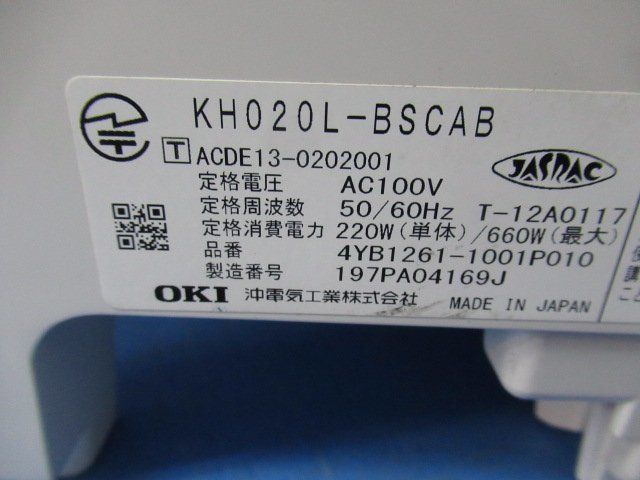 KH020L-BSCAB
T ACDE13-0202001
JASRAC
定格電圧 AC100V
定格周波数 50/60Hz T-12A0117
定格消費電力 220W(単体)/660W(最大)
品番 4YB1261-1001P010
製造番号 197PA04169J
OKI 沖電気工業株式会社 MADE IN JAPAN